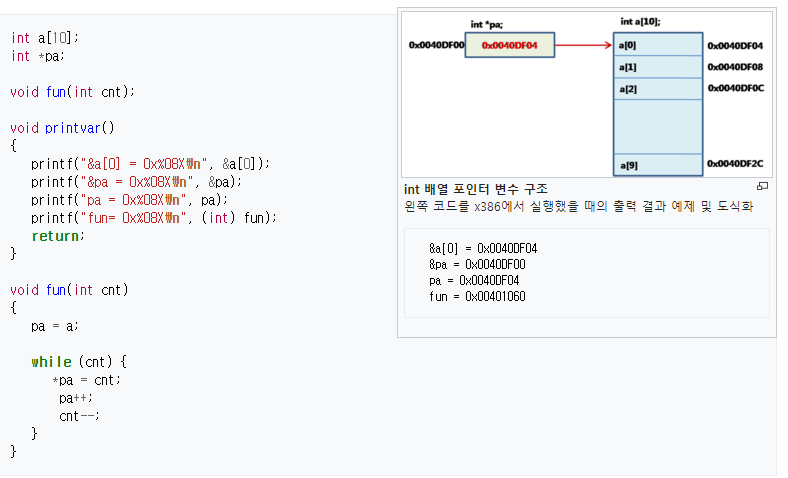 int a[10];
int *pa;
void fun(int cnt);
void printvar()
{
printf("&a[0] = 0x%08X₩n", &a[0]);
printf("&pa = 0x%08X₩n", &pa);
printf("pa = 0x%08X₩n", pa);
printf("fun= 0x%08X₩n", (int) fun);
return;
}
void fun(int cnt)
{
pa = a;
while (cnt) {
*pa = cnt;
pa++;
cnt--;
}
}
int *pa;
int a[10];
0x0040DF00
0x0040DF04
a[0]
0x0040DF04
a[1]
0x0040DF08
a[2]
0x0040DF0C
a[9]
0x0040DF2C
int 배열 포인터 변수 구조
왼쪽 코드를 x386에서 실행했을 때의 출력 결과 예제 및 도식화
&a[0] = 0x0040DF04
&pa = 0x0040DF00
pa = 0x0040DF04
fun = 0x00401060